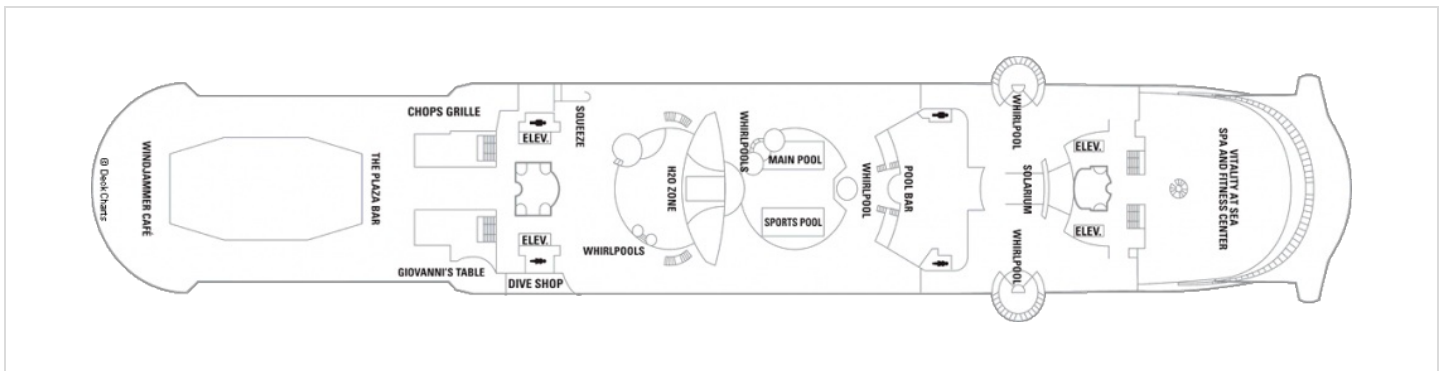 @ Deck Charts
WINDJAMMER CAFÉ
THE PLAZA BAR
CHOPS GRILLE
GIOVANNI'S TABLE
ELEV.
ELEV.
DIVE SHOP
SQUEEZE
WHIRLPOOLS
H2O ZONE
WHIRLPOOLS
MAIN POOL
SPORTS POOL
WHIRLPOOL
POOL BAR
WHIRLPOOL
WHIRLPOOL
SOLARIUM
ELEV.
ELEV.
VITALITY AT SEA
SPA AND FITNESS CENTER